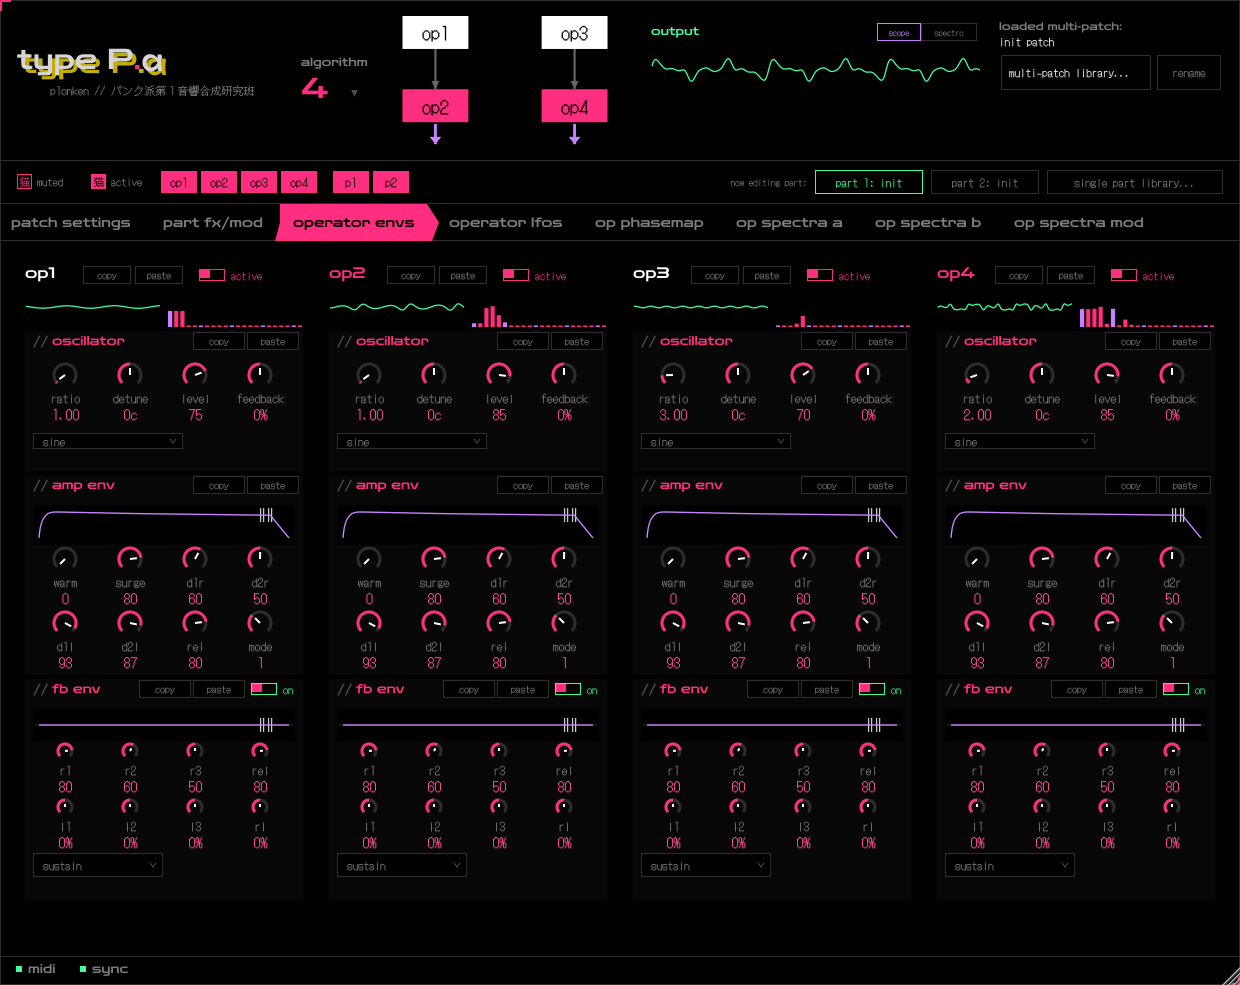 type P.a
plonken // パンク派第1音響合成研究班
algorithm
4
op1
op2
op3
op4
output
scope
spectro
loaded multi-patch:
init patch
multi-patch library...
rename
猫 muted
猫 active
op1 op2 op3 op4 p1 p2
now editing part:
part 1: init
part 2: init
single part library...
patch settings
part fx/mod
operator envs
operator lfos
op phasemap
op spectra a
op spectra b
op spectra mod
op1 copy paste active
op2 copy paste active
op3 copy paste active
op4 copy paste active
// oscillator copy paste
// oscillator copy paste
// oscillator copy paste
// oscillator copy paste
ratio detune level feedback
ratio detune level feedback
ratio detune level feedback
ratio detune level feedback
1.00 0c 75 0%
1.00 0c 85 0%
3.00 0c 70 0%
2.00 0c 85 0%
sine
sine
sine
sine
// amp env copy paste
// amp env copy paste
// amp env copy paste
// amp env copy paste
warm surge d1r d2r
warm surge d1r d2r
warm surge d1r d2r
warm surge d1r d2r
0 80 60 50
0 80 60 50
0 80 60 50
0 80 60 50
d1l d2l rel mode
d1l d2l rel mode
d1l d2l rel mode
d1l d2l rel mode
93 87 80 1
93 87 80 1
93 87 80 1
93 87 80 1
// fb env copy paste on
// fb env copy paste on
// fb env copy paste on
// fb env copy paste on
r1 r2 r3 rel
r1 r2 r3 rel
r1 r2 r3 rel
r1 r2 r3 rel
80 60 50 80
80 60 50 80
80 60 50 80
80 60 50 80
l1 l2 l3 rl
l1 l2 l3 rl
l1 l2 l3 rl
l1 l2 l3 rl
0% 0% 0% 0%
0% 0% 0% 0%
0% 0% 0% 0%
0% 0% 0% 0%
sustain
sustain
sustain
sustain
midi
sync